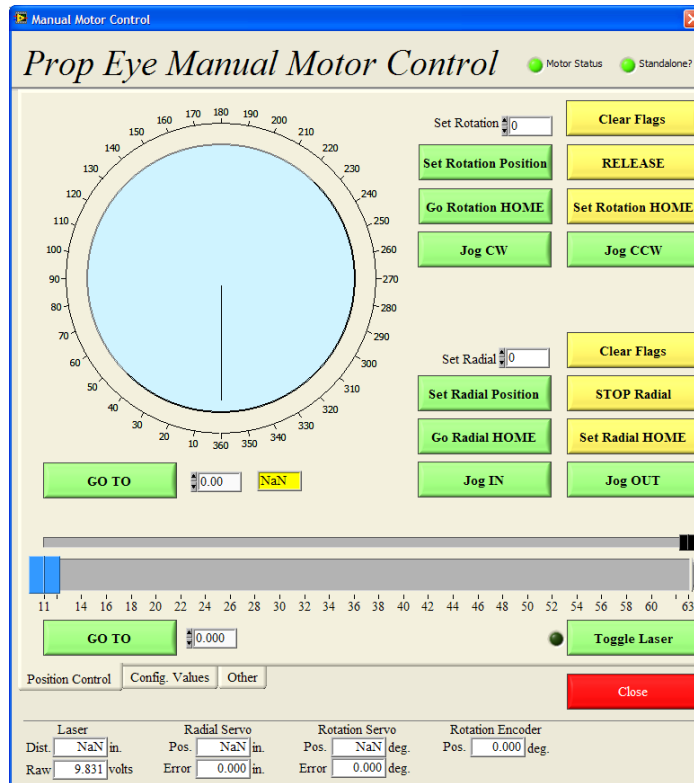 Manual Motor Control
Prop Eye Manual Motor Control
Motor Status
Standalone?
180
170 190
160 200
150 210
140 220
130 230
120 240
110 250
100 260
90 270
80 280
70 290
60 300
50 310
40 320
30 330
20 340
10 350
360
Set Rotation 0
Clear Flags
Set Rotation Position
RELEASE
Go Rotation HOME
Set Rotation HOME
Jog CW
Jog CCW
Set Radial 0
Clear Flags
Set Radial Position
STOP Radial
Go Radial HOME
Set Radial HOME
Jog IN
Jog OUT
GO TO 0.00 NaN
11 14 16 18 20 22 24 26 28 30 32 34 36 38 40 42 44 46 48 50 52 54 56 58 60 63
GO TO 0.000
Toggle Laser
Position Control Config. Values Other
Close
Laser Radial Servo Rotation Servo Rotation Encoder
Dist. NaN in. Pos. NaN in. Pos. NaN deg. Pos. 0.000 deg.
Raw 9.831 volts Error 0.000 in. Error 0.000 deg.